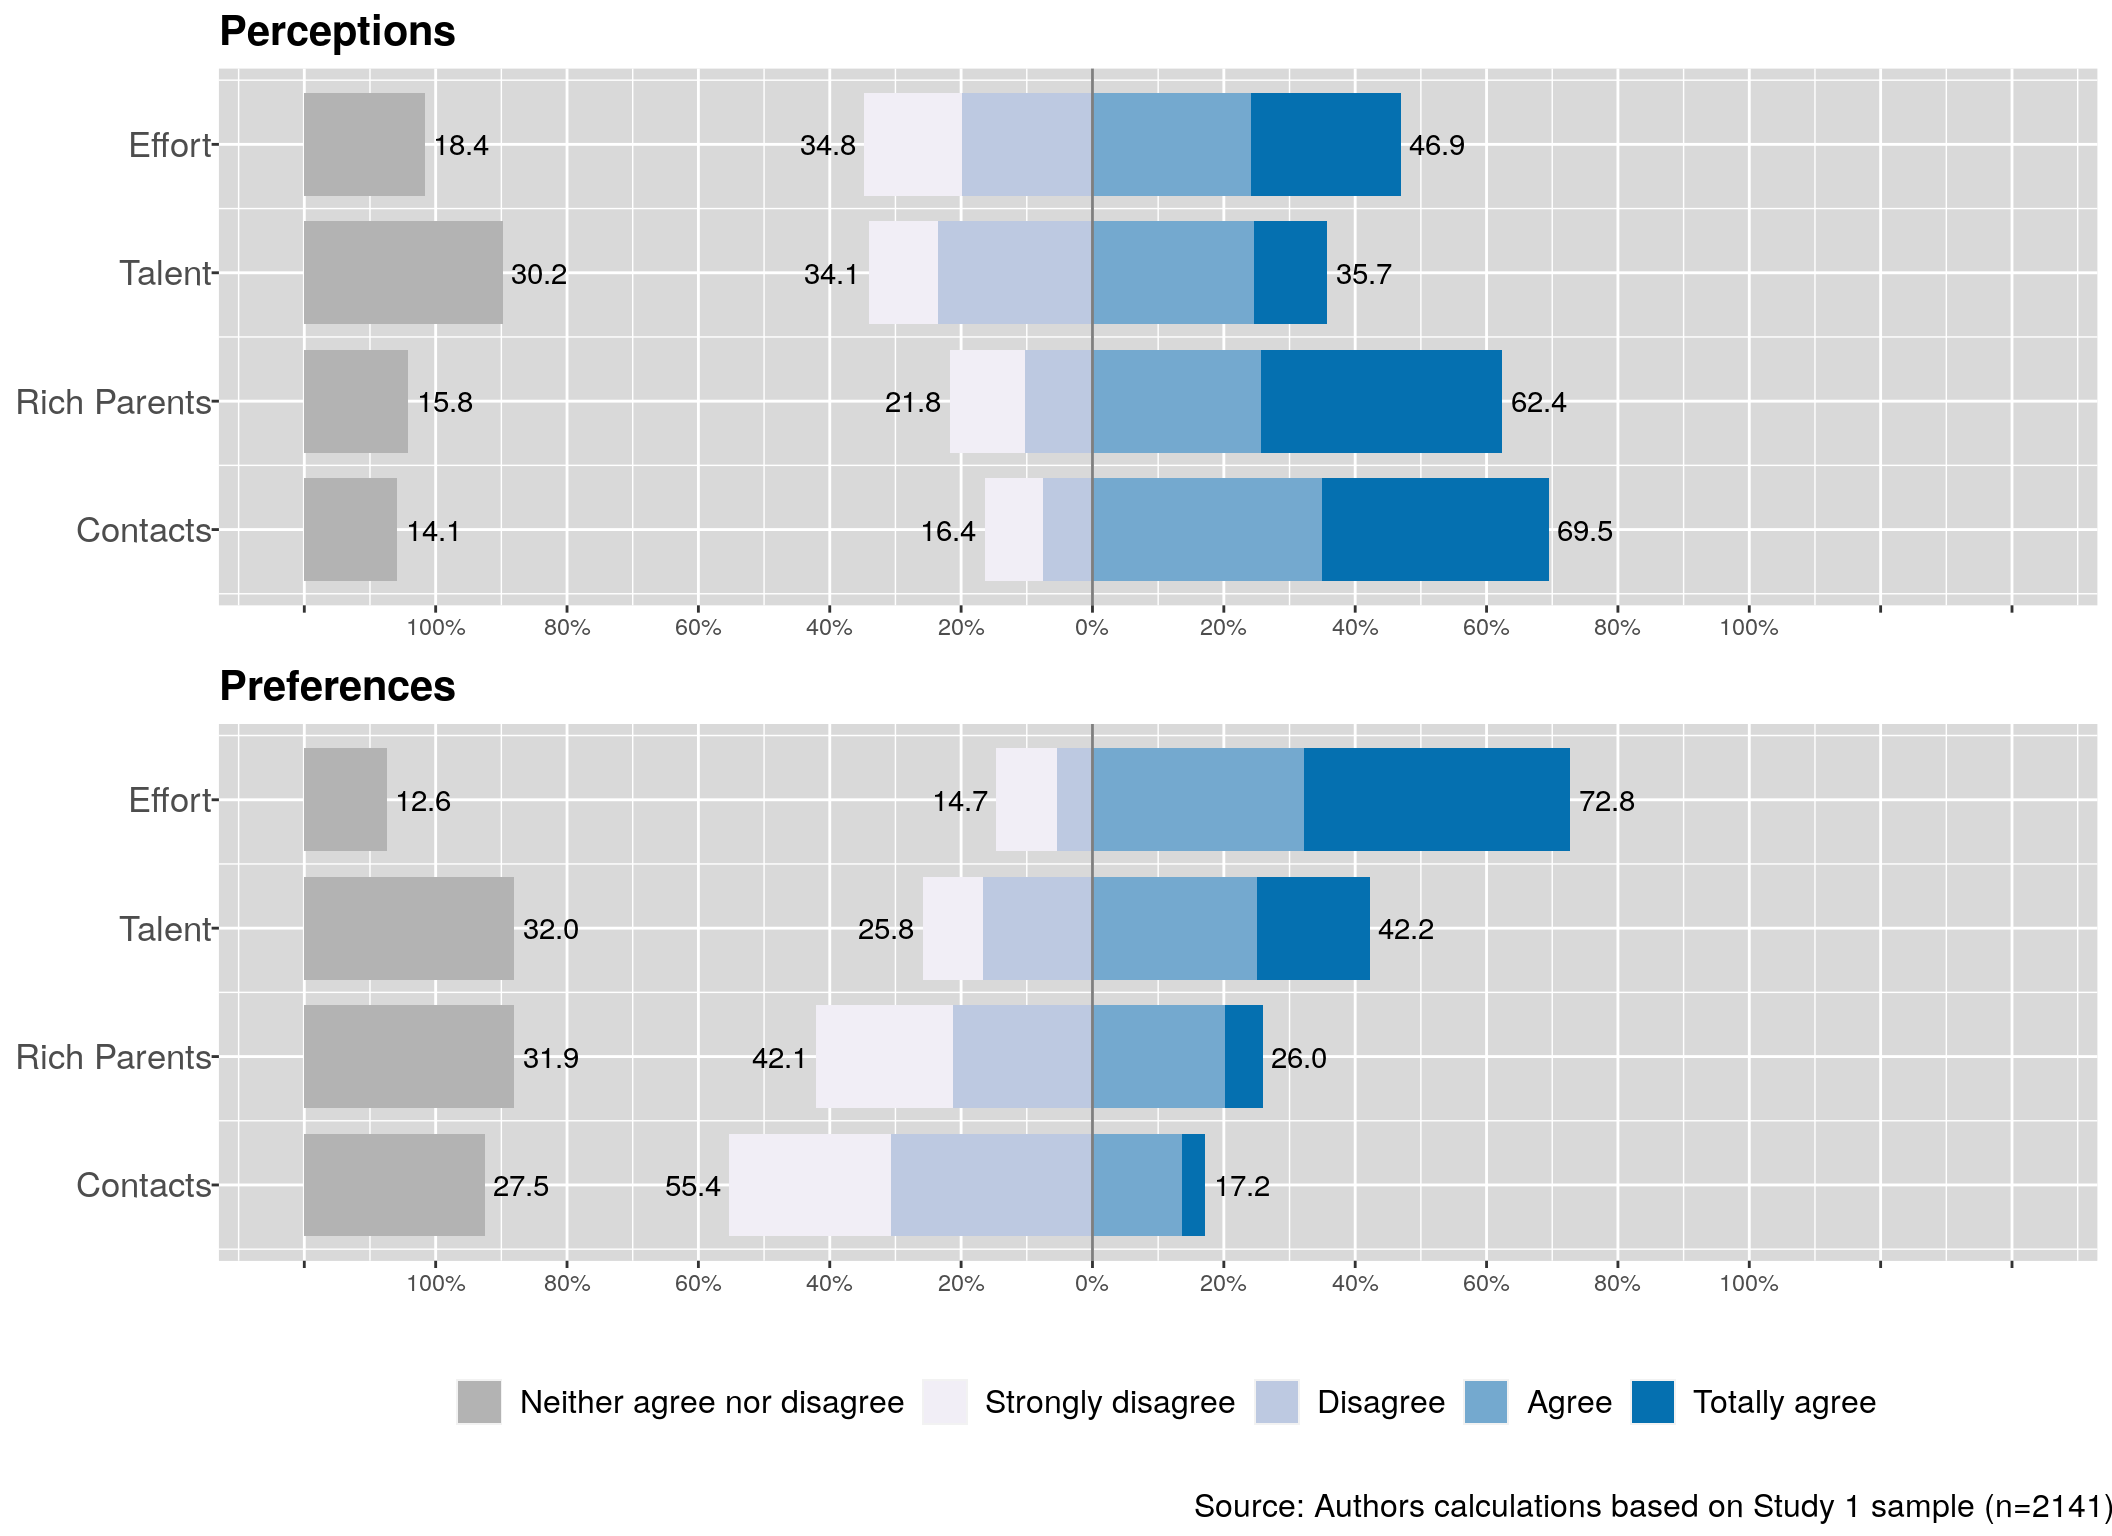 Perceptions
Effort 18.4 34.8 46.9
Talent 30.2 34.1 35.7
Rich Parents 15.8 21.8 62.4
Contacts 14.1 16.4 69.5
100% 80% 60% 40% 20% 0% 20% 40% 60% 80% 100%
Preferences
Effort 12.6 14.7 72.8
Talent 32.0 25.8 42.2
Rich Parents 31.9 42.1 26.0
Contacts 27.5 55.4 17.2
100% 80% 60% 40% 20% 0% 20% 40% 60% 80% 100%
Neither agree nor disagree Strongly disagree Disagree Agree Totally agree
Source: Authors calculations based on Study 1 sample (n=2141)